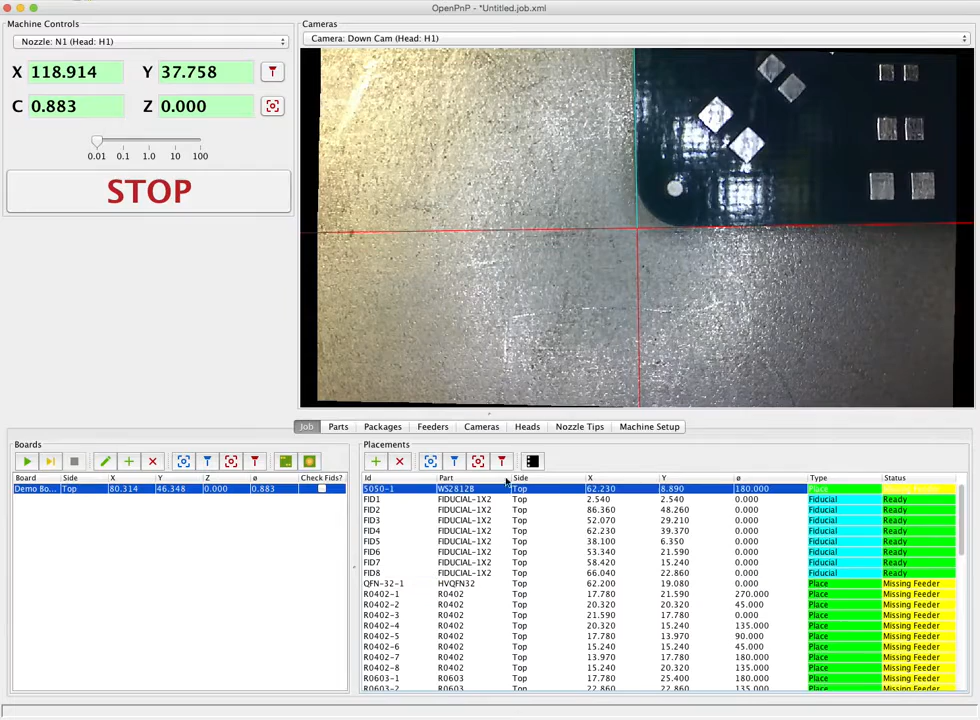 OpenPnP - *Untitled.job.xml
Machine Controls
Nozzle: N1 (Head: H1)
X 118.914 Y 37.758
C 0.883 Z 0.000
0.01 0.1 1.0 10 100
STOP
Cameras
Camera: Down Cam (Head: H1)
Job Parts Packages Feeders Cameras Heads Nozzle Tips Machine Setup
Boards
Board Side X Y Z ø Check Fids?
Demo Bo... Top 80.314 46.348 0.000 0.883
Placements
Id Part Side X Y ø Type Status
5050-1 WS2812B Top 62.230 8.890 180.000 Place
FID1 FIDUCIAL-1X2 Top 2.540 2.540 0.000 Fiducial Ready
FID2 FIDUCIAL-1X2 Top 86.360 48.260 0.000 Fiducial Ready
FID3 FIDUCIAL-1X2 Top 52.070 29.210 0.000 Fiducial Ready
FID4 FIDUCIAL-1X2 Top 62.230 39.370 0.000 Fiducial Ready
FID5 FIDUCIAL-1X2 Top 38.100 6.350 0.000 Fiducial Ready
FID6 FIDUCIAL-1X2 Top 53.340 21.590 0.000 Fiducial Ready
FID7 FIDUCIAL-1X2 Top 58.420 15.240 0.000 Fiducial Ready
FID8 FIDUCIAL-1X2 Top 66.040 22.860 0.000 Fiducial Ready
QFN-32-1 HVQFN32 Top 62.200 19.080 0.000 Place Missing Feeder
R0402-1 R0402 Top 17.780 21.590 270.000 Place Missing Feeder
R0402-2 R0402 Top 20.320 20.320 45.000 Place Missing Feeder
R0402-3 R0402 Top 21.590 17.780 0.000 Place Missing Feeder
R0402-4 R0402 Top 20.320 15.240 135.000 Place Missing Feeder
R0402-5 R0402 Top 17.780 13.970 90.000 Place Missing Feeder
R0402-6 R0402 Top 15.240 15.240 45.000 Place Missing Feeder
R0402-7 R0402 Top 13.970 17.780 180.000 Place Missing Feeder
R0402-8 R0402 Top 15.240 20.320 135.000 Place Missing Feeder
R0603-1 R0603 Top 17.780 25.400 180.000 Place Missing Feeder
R0603-2 R0603 Top 22.860 22.860 135.000 Place Missing Feeder